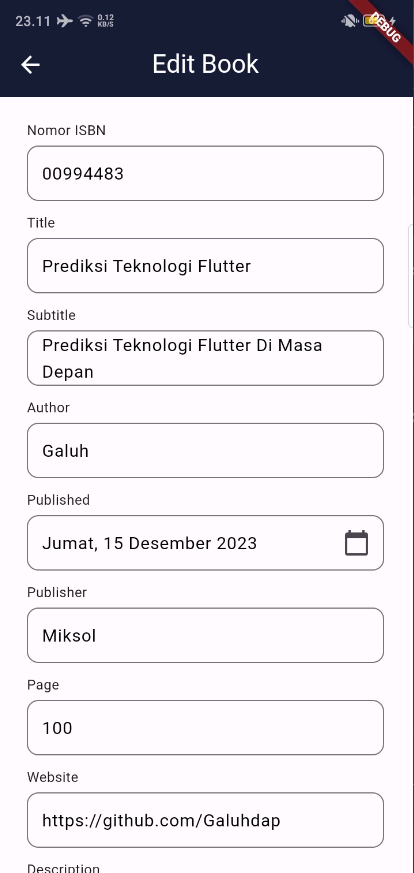 23.11
0.12
KB/S
DEBUG
Edit Book
Nomor ISBN
00994483
Title
Prediksi Teknologi Flutter
Subtitle
Prediksi Teknologi Flutter Di Masa
Depan
Author
Galuh
Published
Jumat, 15 Desember 2023
Publisher
Miksol
Page
100
Website
https://github.com/Galuhdap
Description